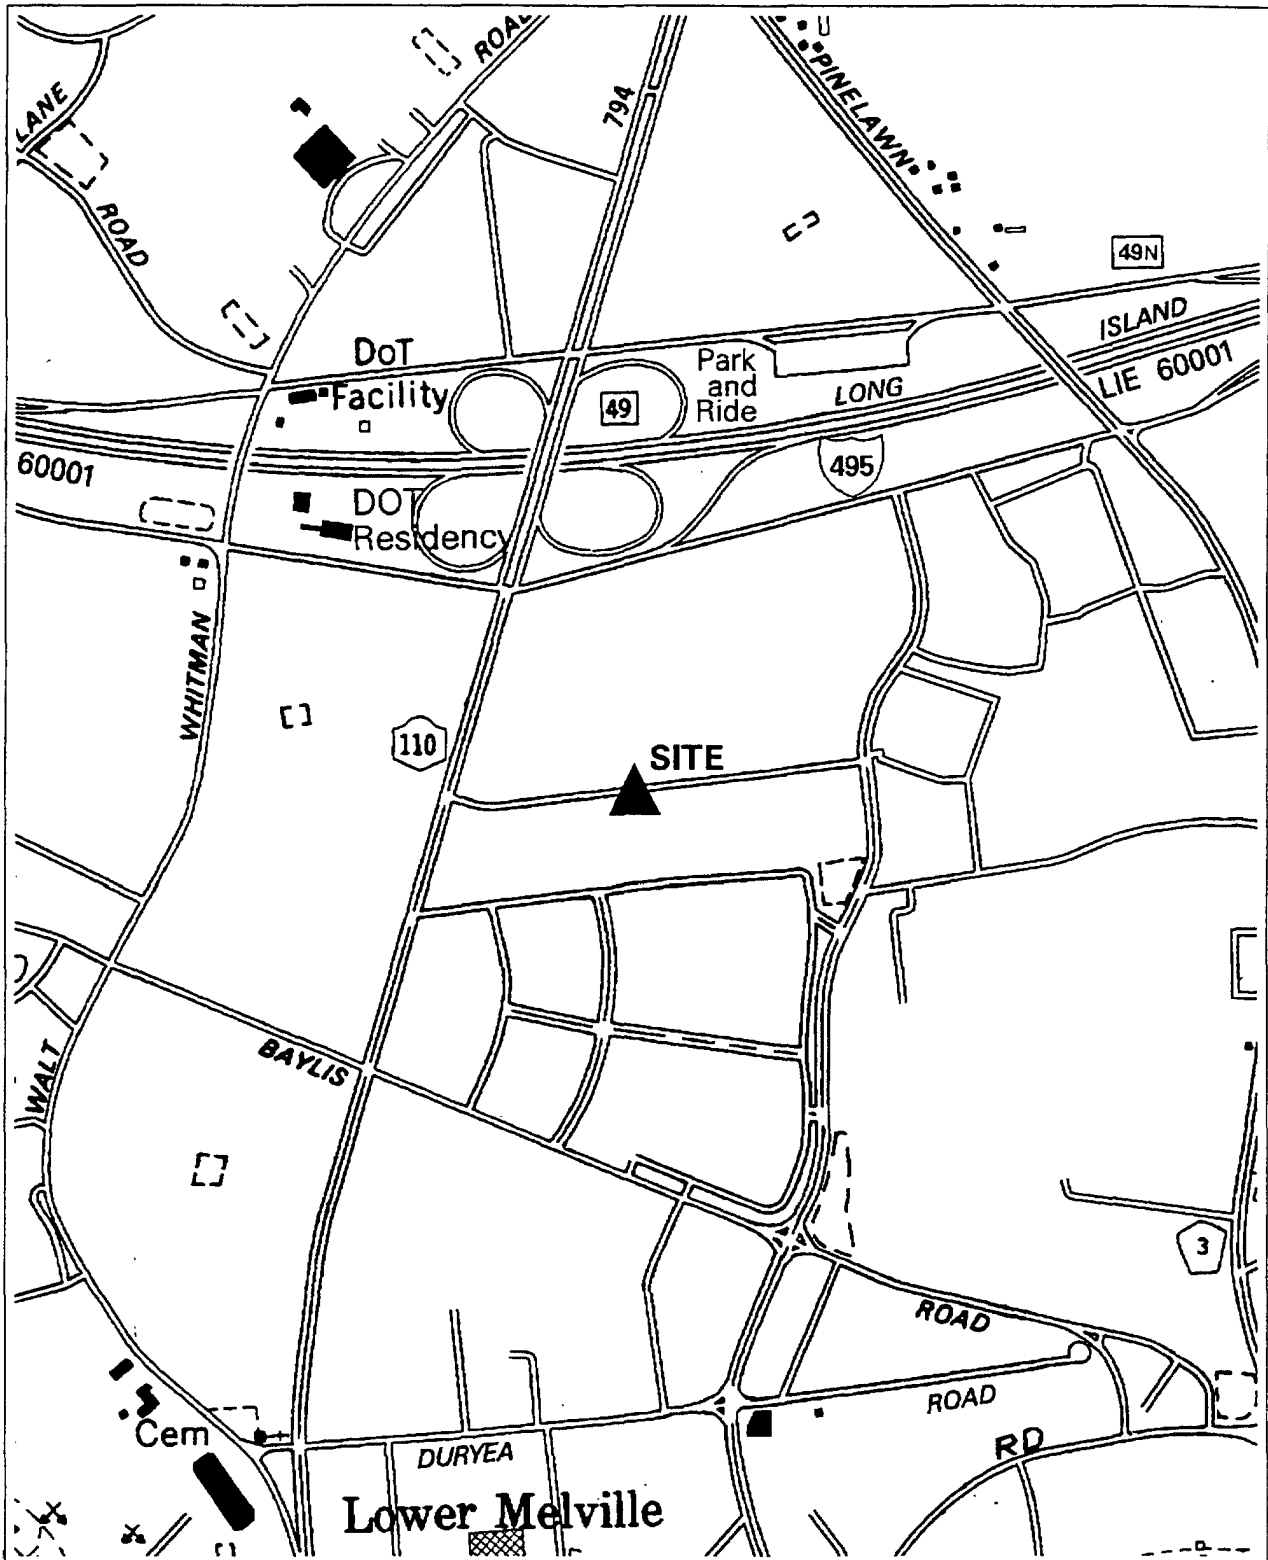 ROAD
LANE
794
PINELAWN
ROAD
49N
ISLAND
DoT
Facility
Park
and
Ride
49
LONG
LIE 60001
60001
495
DOT
Residency
WHITMAN
110
SITE
BAYLIS
WALT
3
ROAD
ROAD
Cem
DURYEA
RD
Lower Melville